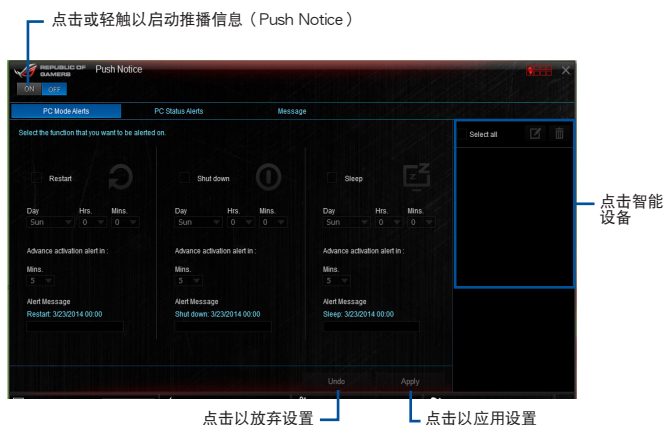 点击或轻触以启动推播信息（Push Notice）
REPUBLIC OF
GAMERS
Push Notice
ON OFF
PC Mode Alerts PC Status Alerts Message
Select the function that you want to be alerted on.
Select all
Restart Shut down Sleep
Day Hrs. Mins. Day Hrs. Mins. Day Hrs. Mins.
Sun 0 0 Sun 0 0 Sun 0 0
Advance activation alert in : Advance activation alert in : Advance activation alert in :
Mins. Mins. Mins.
5 5 5
Alert Message Alert Message Alert Message
Restart: 3/23/2014 00:00 Shut down: 3/23/2014 00:00 Sleep: 3/23/2014 00:00
点击智能
设备
Undo Apply
点击以放弃设置 点击以应用设置